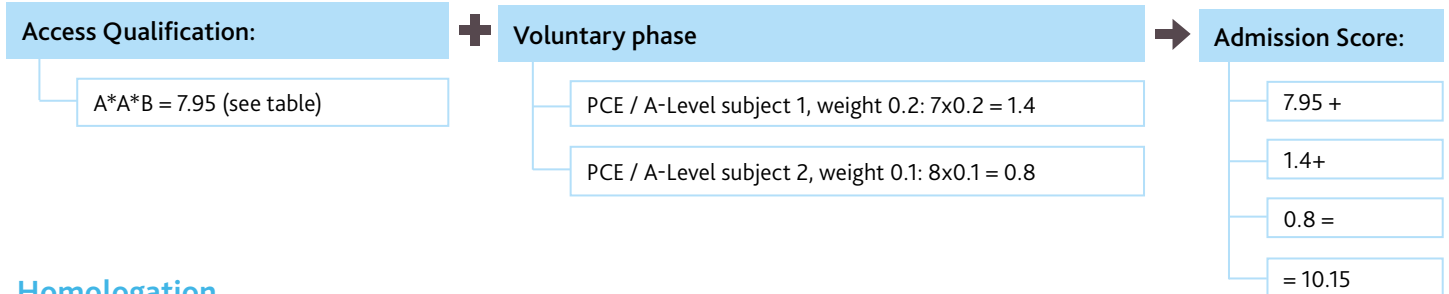 Access Qualification:
A*A*B = 7.95 (see table)
Voluntary phase
PCE / A-Level subject 1, weight 0.2: 7x0.2 = 1.4
PCE / A-Level subject 2, weight 0.1: 8x0.1 = 0.8
Admission Score:
7.95 +
1.4+
0.8 =
= 10.15
Homologation